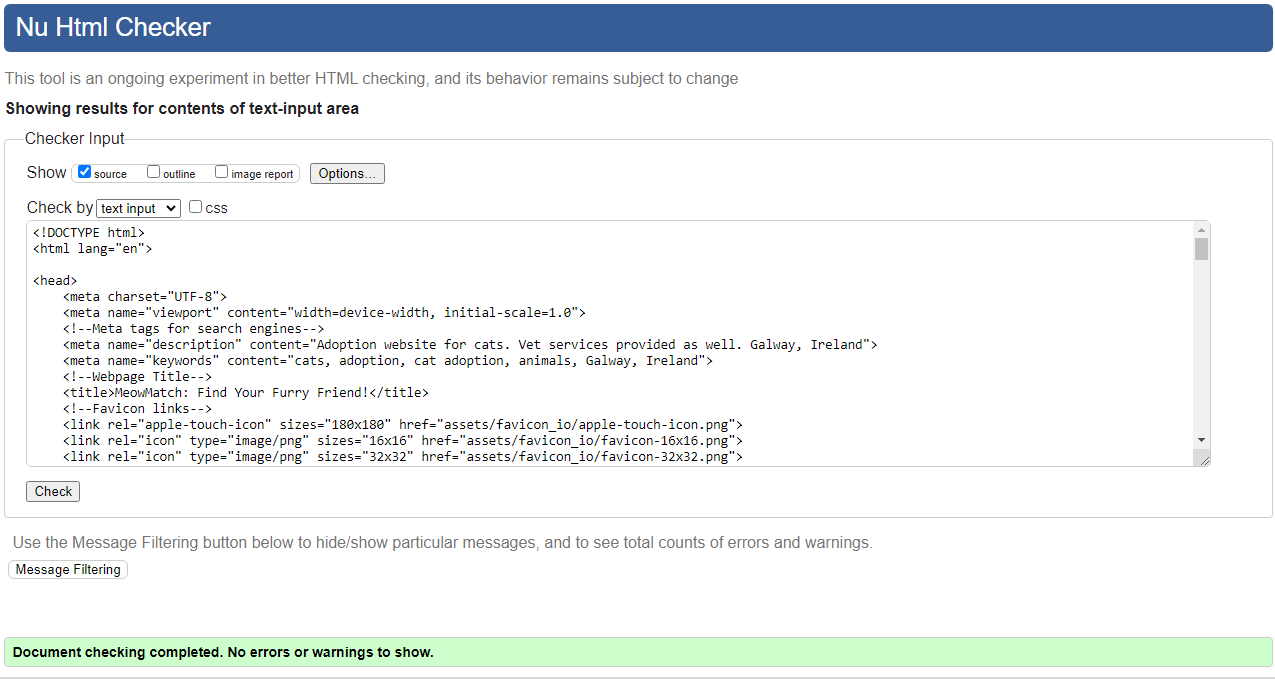 Nu Html Checker
This tool is an ongoing experiment in better HTML checking, and its behavior remains subject to change
Showing results for contents of text-input area
Checker Input
Show source outline image report Options...
Check by text input css
<!DOCTYPE html>
<html lang="en">
<head>
<meta charset="UTF-8">
<meta name="viewport" content="width=device-width, initial-scale=1.0">
<!--Meta tags for search engines-->
<meta name="description" content="Adoption website for cats. Vet services provided as well. Galway, Ireland">
<meta name="keywords" content="cats, adoption, cat adoption, animals, Galway, Ireland">
<!--Webpage Title-->
<title>MeowMatch: Find Your Furry Friend!</title>
<!--Favicon links-->
<link rel="apple-touch-icon" sizes="180x180" href="assets/favicon_io/apple-touch-icon.png">
<link rel="icon" type="image/png" sizes="16x16" href="assets/favicon_io/favicon-16x16.png">
<link rel="icon" type="image/png" sizes="32x32" href="assets/favicon_io/favicon-32x32.png">
Check
Use the Message Filtering button below to hide/show particular messages, and to see total counts of errors and warnings.
Message Filtering
Document checking completed. No errors or warnings to show.